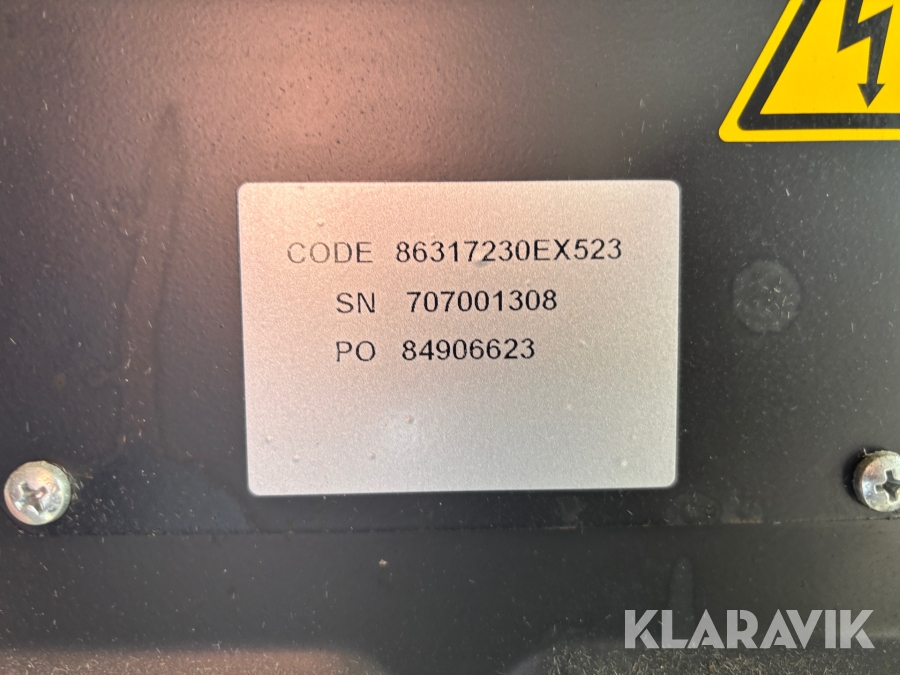 CODE 86317230EX523
SN 707001308
PO 84906623
KLARAVIK